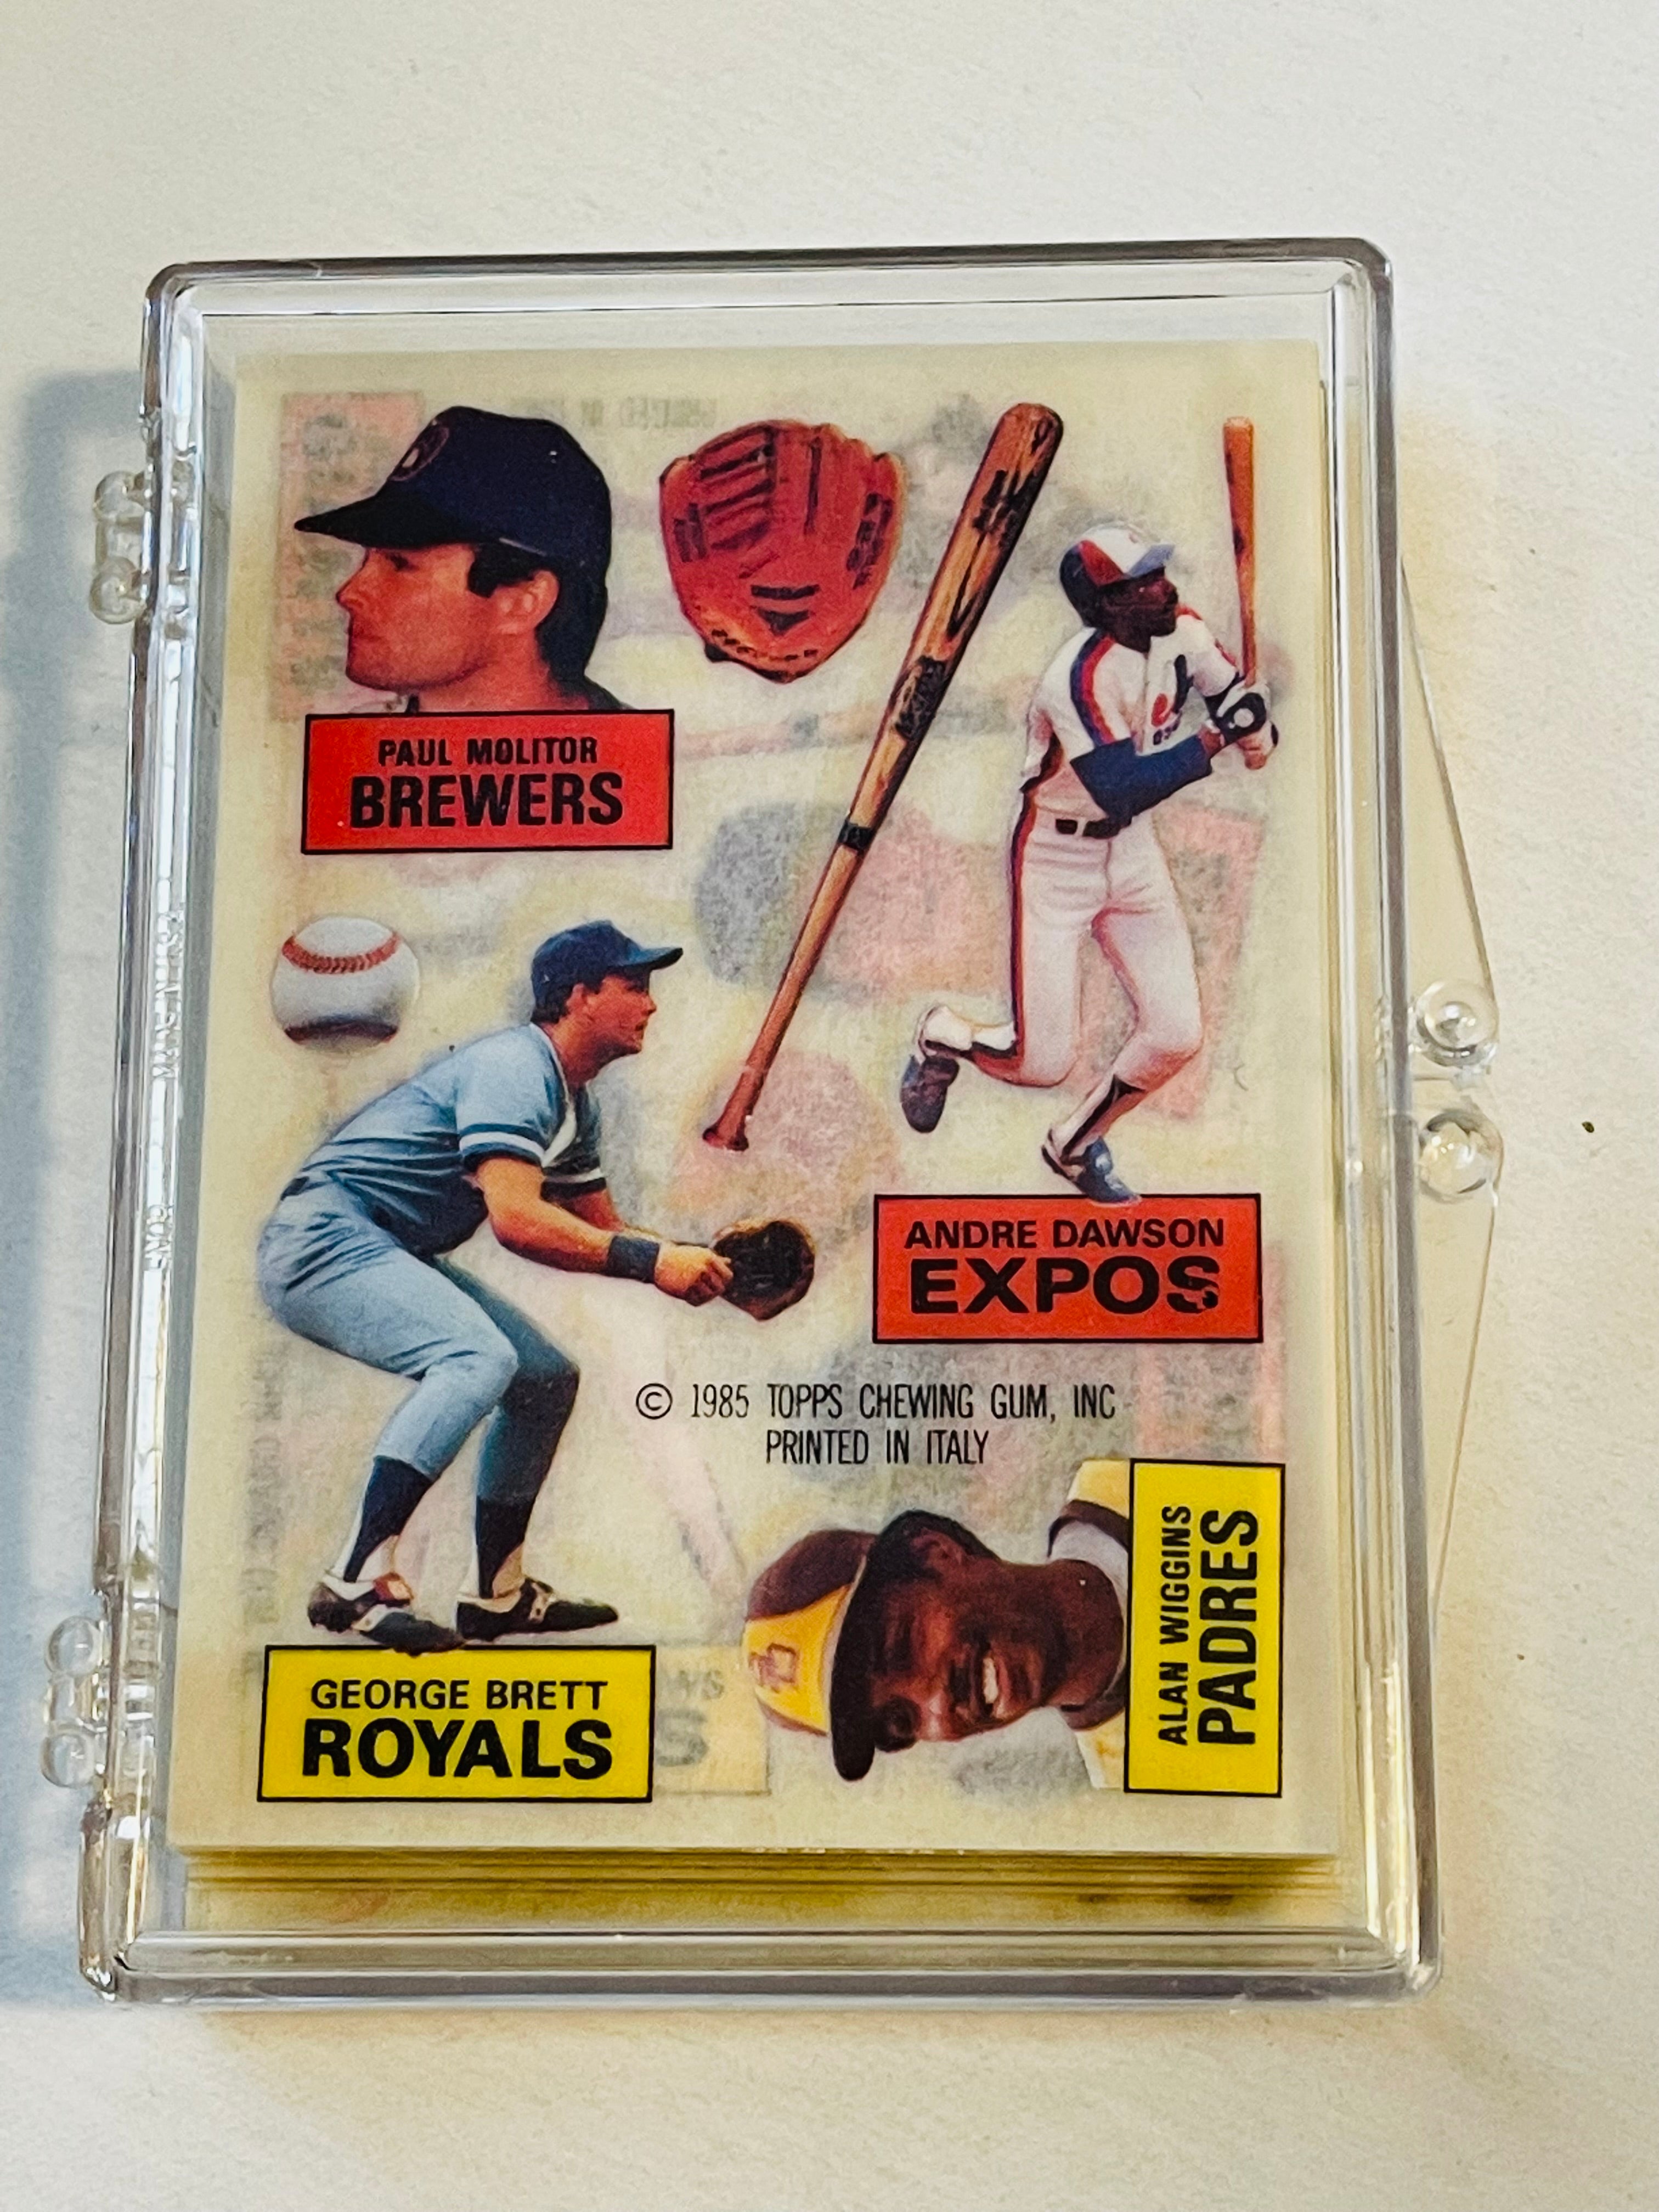 PAUL MOLITOR
BREWERS
ANDRE DAWSON
EXPOS
© 1985 TOPPS CHEWING GUM, INC
PRINTED IN ITALY
GEORGE BRETT
ROYALS
ALAN WIGGINS
PADRES